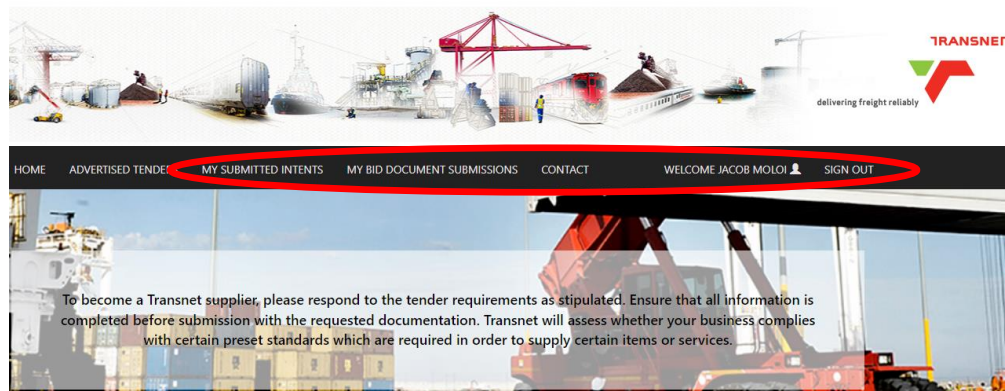 TRANSNET
delivering freight reliably
HOME ADVERTISED TENDERS MY SUBMITTED INTENTS MY BID DOCUMENT SUBMISSIONS CONTACT WELCOME JACOB MOLOI SIGN OUT
To become a Transnet supplier, please respond to the tender requirements as stipulated. Ensure that all information is
completed before submission with the requested documentation. Transnet will assess whether your business complies
with certain preset standards which are required in order to supply certain items or services.